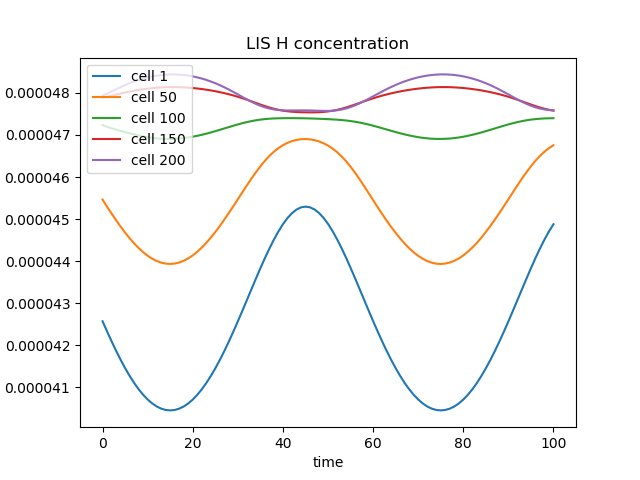 LIS H concentration
cell 1
cell 50
cell 100
cell 150
cell 200
0.000048
0.000047
0.000046
0.000045
0.000044
0.000043
0.000042
0.000041
0 20 40 60 80 100
time